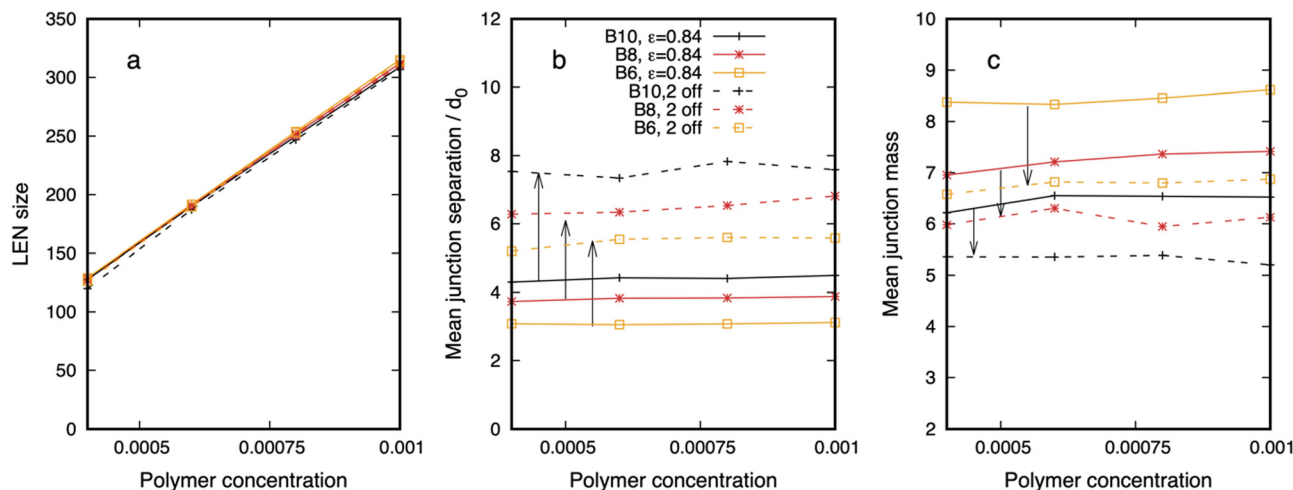 a
350
300
250
200
150
100
50
0
LEN size
0.0005
0.00075
0.001
Polymer concentration
b
12
10
8
6
4
2
0
Mean junction separation / d0
B10, ε=0.84
B8, ε=0.84
B6, ε=0.84
B10,2 off
B8, 2 off
B6, 2 off
0.0005
0.00075
0.001
Polymer concentration
c
10
9
8
7
6
5
4
3
2
Mean junction mass
0.0005
0.00075
0.001
Polymer concentration